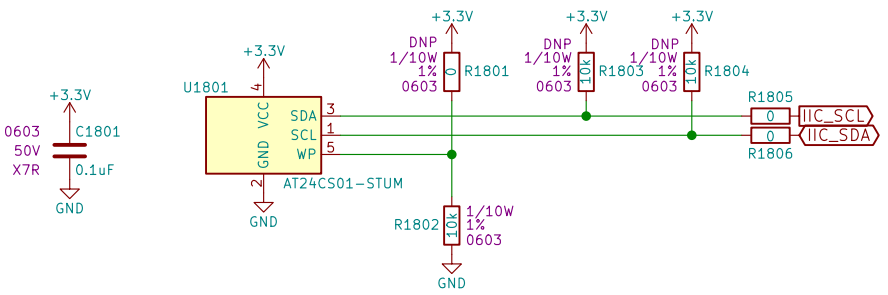 +3.3V
0603
50V
X7R
C1801
0.1uF
GND
+3.3V
U1801
4
VCC
GND
SDA
SCL
WP
3
1
5
2
AT24CS01-STUM
GND
+3.3V
DNP
1/10W
1%
0603
0
R1801
R1802
10k
1/10W
1%
0603
GND
+3.3V
DNP
1/10W
1%
0603
10k
R1803
+3.3V
DNP
1/10W
1%
0603
10k
R1804
R1805
0
IIC_SCL
0
IIC_SDA
R1806